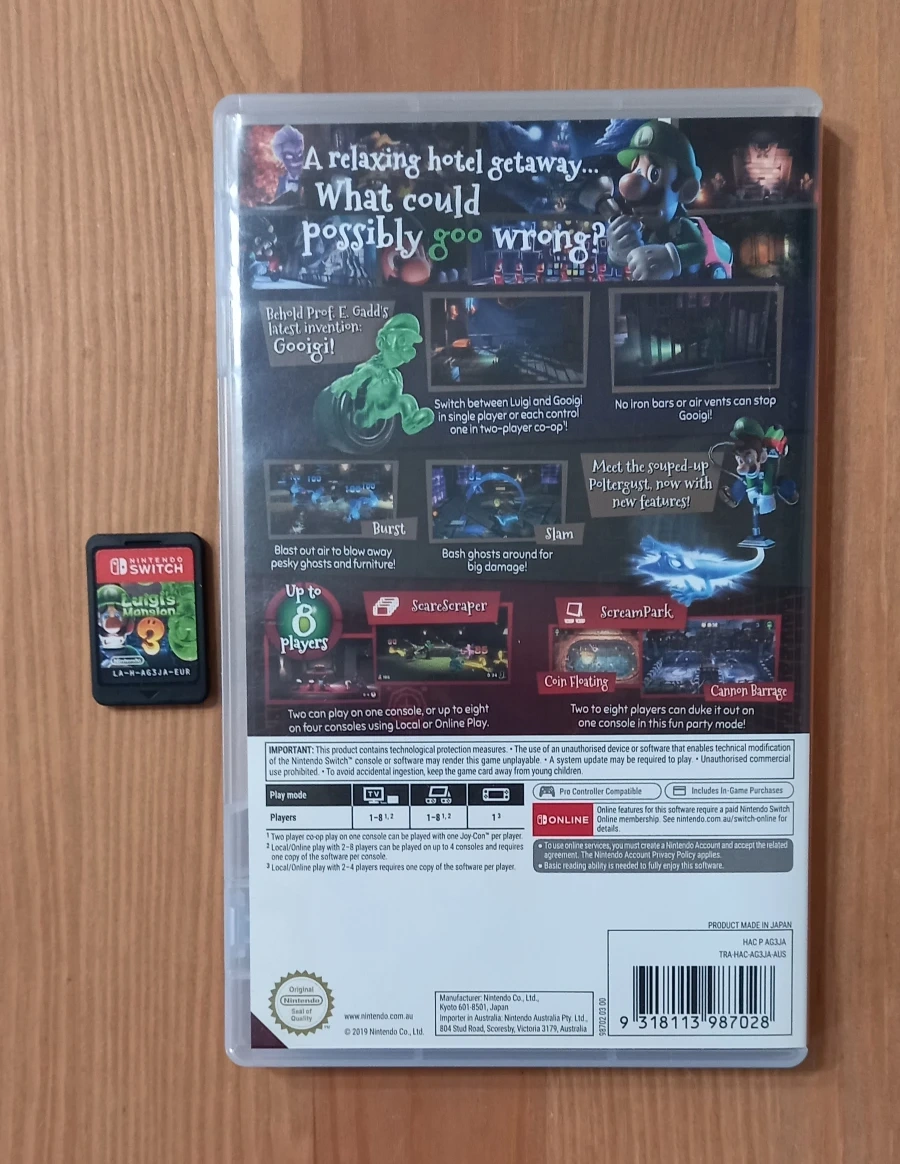 A relaxing hotel getaway...
What could
possibly goo wrong?
Behold Prof. E. Gadd's
latest invention:
Gooigi!
Switch between Luigi and Gooigi
in single player or each control
one in two-player co-op¹!
No iron bars or air vents can stop
Gooigi!
Meet the souped-up
Poltergust, now with
new features!
Burst
Slam
Blast out air to blow away
pesky ghosts and furniture!
Bash ghosts around for
big damage!
NINTENDO
SWITCH
Luigi's
Mansion
3
Nintendo
LA-H-AG3JA-EUR
Up to
8
players
ScareScraper
ScreamPark
Coin Floating
Cannon Barrage
Two can play on one console, or up to eight
on four consoles using Local or Online Play.
Two to eight players can duke it out on
one console in this fun party mode!
IMPORTANT: This product contains technological protection measures. • The use of an unauthorised device or software that enables technical modification
of the Nintendo Switch™ console or software may render this game unplayable. • A system update may be required to play. • Unauthorised commercial
use prohibited. • To avoid accidental ingestion, keep the game card away from young children.
Play mode
TV
Players
1-8¹,²
1-8¹,²
1³
Pro Controller Compatible
Includes In-Game Purchases
ONLINE
Online features for this software require a paid Nintendo Switch
Online membership. See nintendo.com.au/switch-online for
details.
¹ Two player co-op play on one console can be played with one Joy-Con™ per player.
² Local/Online play with 2-8 players can be played on up to 4 consoles and requires
one copy of the software per console.
³ Local/Online play with 2-4 players requires one copy of the software per player.
• To use online services, you must create a Nintendo Account and accept the related
agreement. The Nintendo Account Privacy Policy applies.
• Basic reading ability is needed to fully enjoy this software.
PRODUCT MADE IN JAPAN
HAC P AG3JA
TRA-HAC-AG3JA-AUS
Original
Nintendo
Seal of
Quality
™
www.nintendo.com.au
© 2019 Nintendo Co., Ltd.
Manufacturer: Nintendo Co., Ltd.,
Kyoto 601-8501, Japan
Importer in Australia: Nintendo Australia Pty. Ltd.,
804 Stud Road, Scoresby, Victoria 3179, Australia
98702 03 00
9 318113 987028